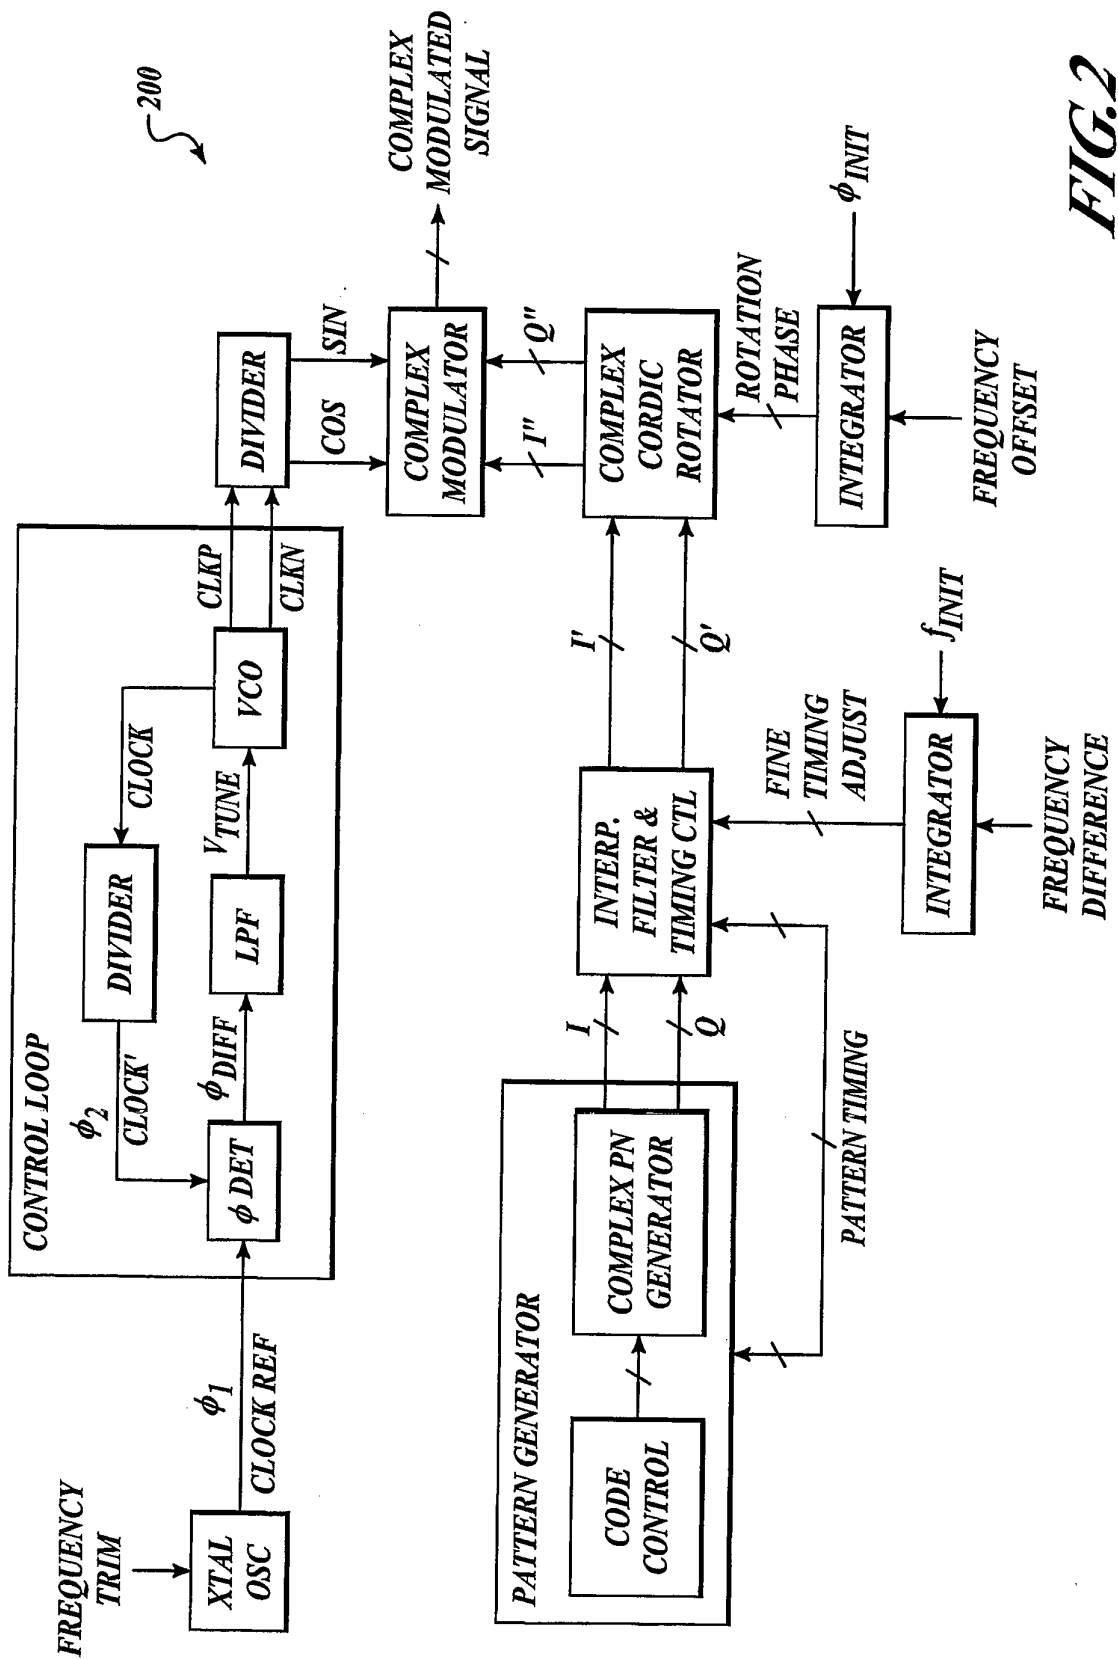 200
FREQUENCY
TRIM
XTAL
OSC
ϕ1
CLOCK REF
CONTROL LOOP
ϕ DET
ϕ2
CLOCK'
ϕDIFF
DIVIDER
LPF
VTUNE
CLOCK
VCO
CLKP
CLKN
DIVIDER
COS
SIN
COMPLEX
MODULATOR
COMPLEX
MODULATED
SIGNAL
I"
Q"
PATTERN GENERATOR
CODE
CONTROL
COMPLEX PN
GENERATOR
I
Q
PATTERN TIMING
INTERP.
FILTER &
TIMING CTL
FINE
TIMING
ADJUST
INTEGRATOR
fINIT
FREQUENCY
DIFFERENCE
I'
Q'
COMPLEX
CORDIC
ROTATOR
ROTATION
PHASE
INTEGRATOR
ϕINIT
FREQUENCY
OFFSET
FIG.2